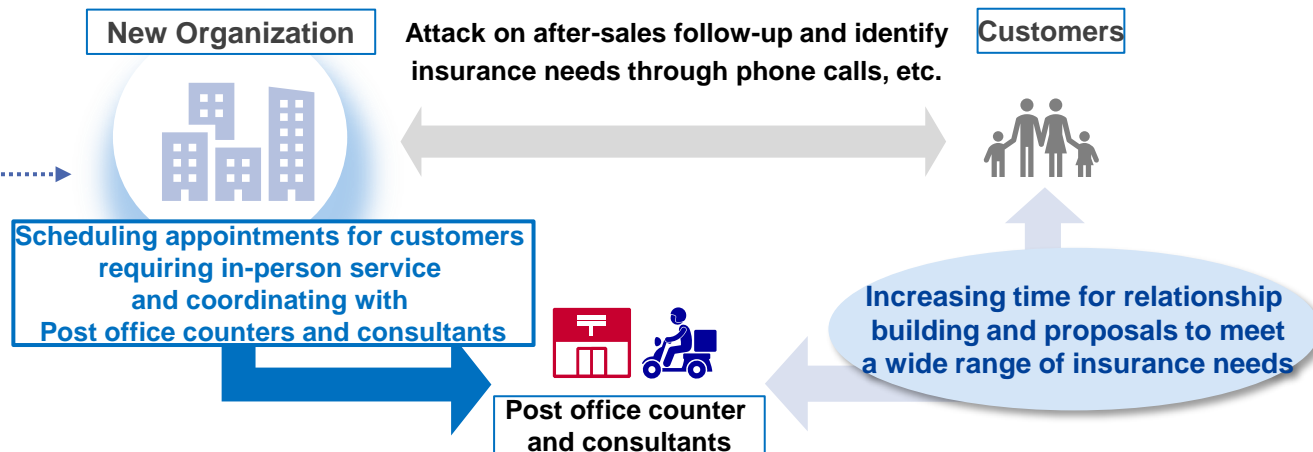 New Organization
Attack on after-sales follow-up and identify
insurance needs through phone calls, etc.
Customers
Scheduling appointments for customers
requiring in-person service
and coordinating with
Post office counters and consultants
Increasing time for relationship
building and proposals to meet
a wide range of insurance needs
Post office counter
and consultants